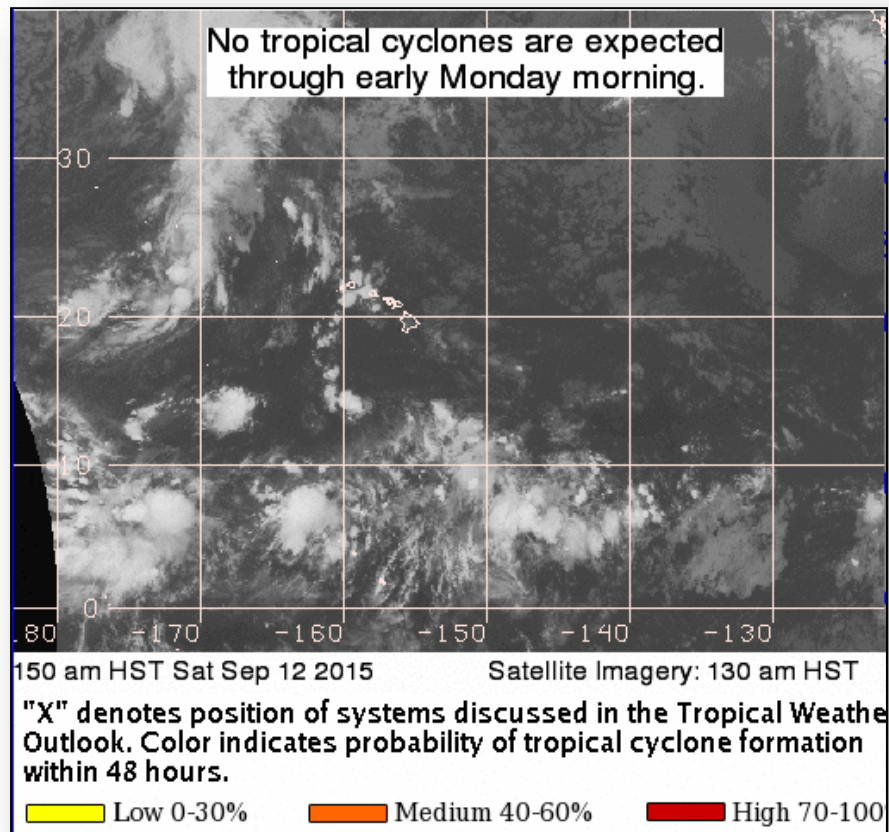 No tropical cyclones are expected
through early Monday morning.
30
20
10
0
180 -170 -160 -150 -140 -130
150 am HST Sat Sep 12 2015 Satellite Imagery: 130 am HST
"X" denotes position of systems discussed in the Tropical Weathe
Outlook. Color indicates probability of tropical cyclone formation
within 48 hours.
Low 0-30% Medium 40-60% High 70-100